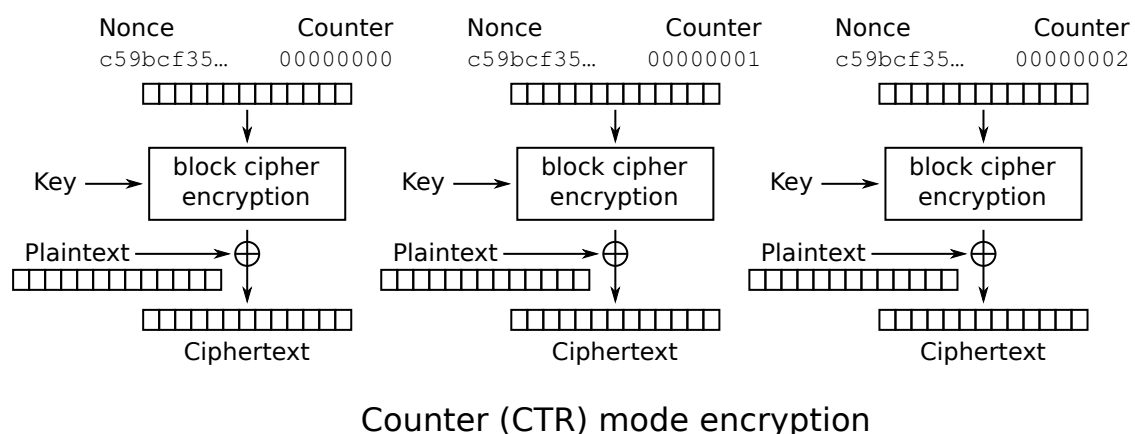 Nonce Counter Nonce Counter Nonce Counter
c59bcf35… 00000000 c59bcf35… 00000001 c59bcf35… 00000002
block cipher block cipher block cipher
Key encryption Key encryption Key encryption
Plaintext Plaintext Plaintext
Ciphertext Ciphertext Ciphertext
Counter (CTR) mode encryption